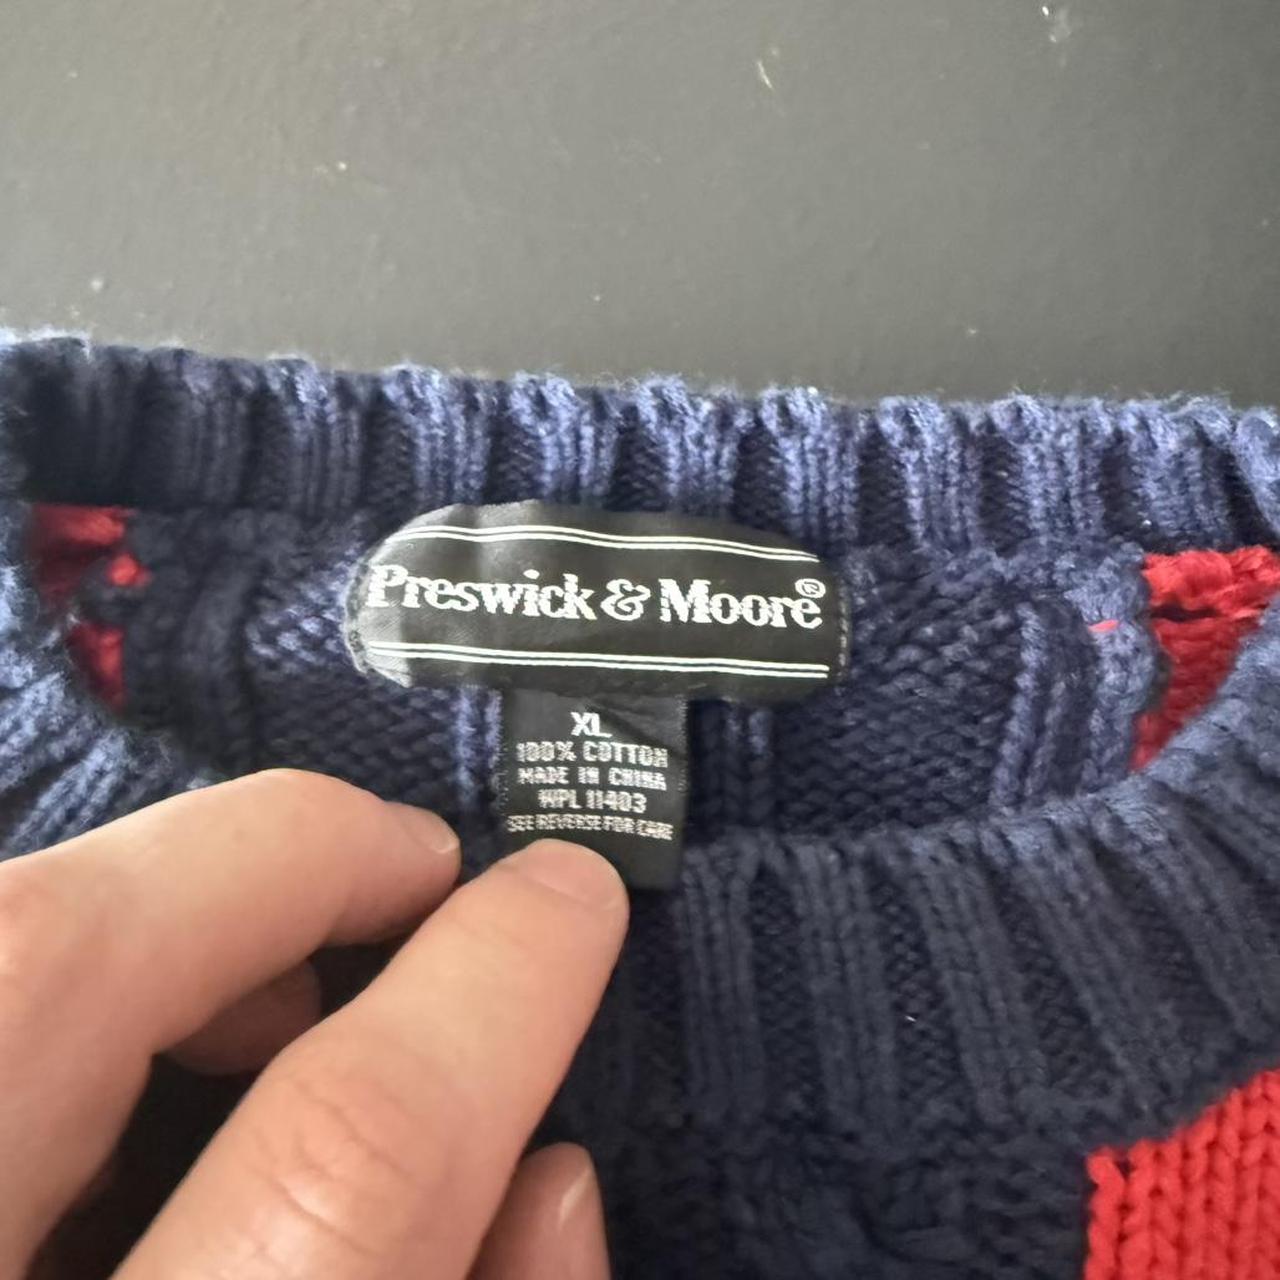 Preswick & Moore®
XL
100% COTTON
MADE IN CHINA
WPL 11403
SEE REVERSE FOR CARE